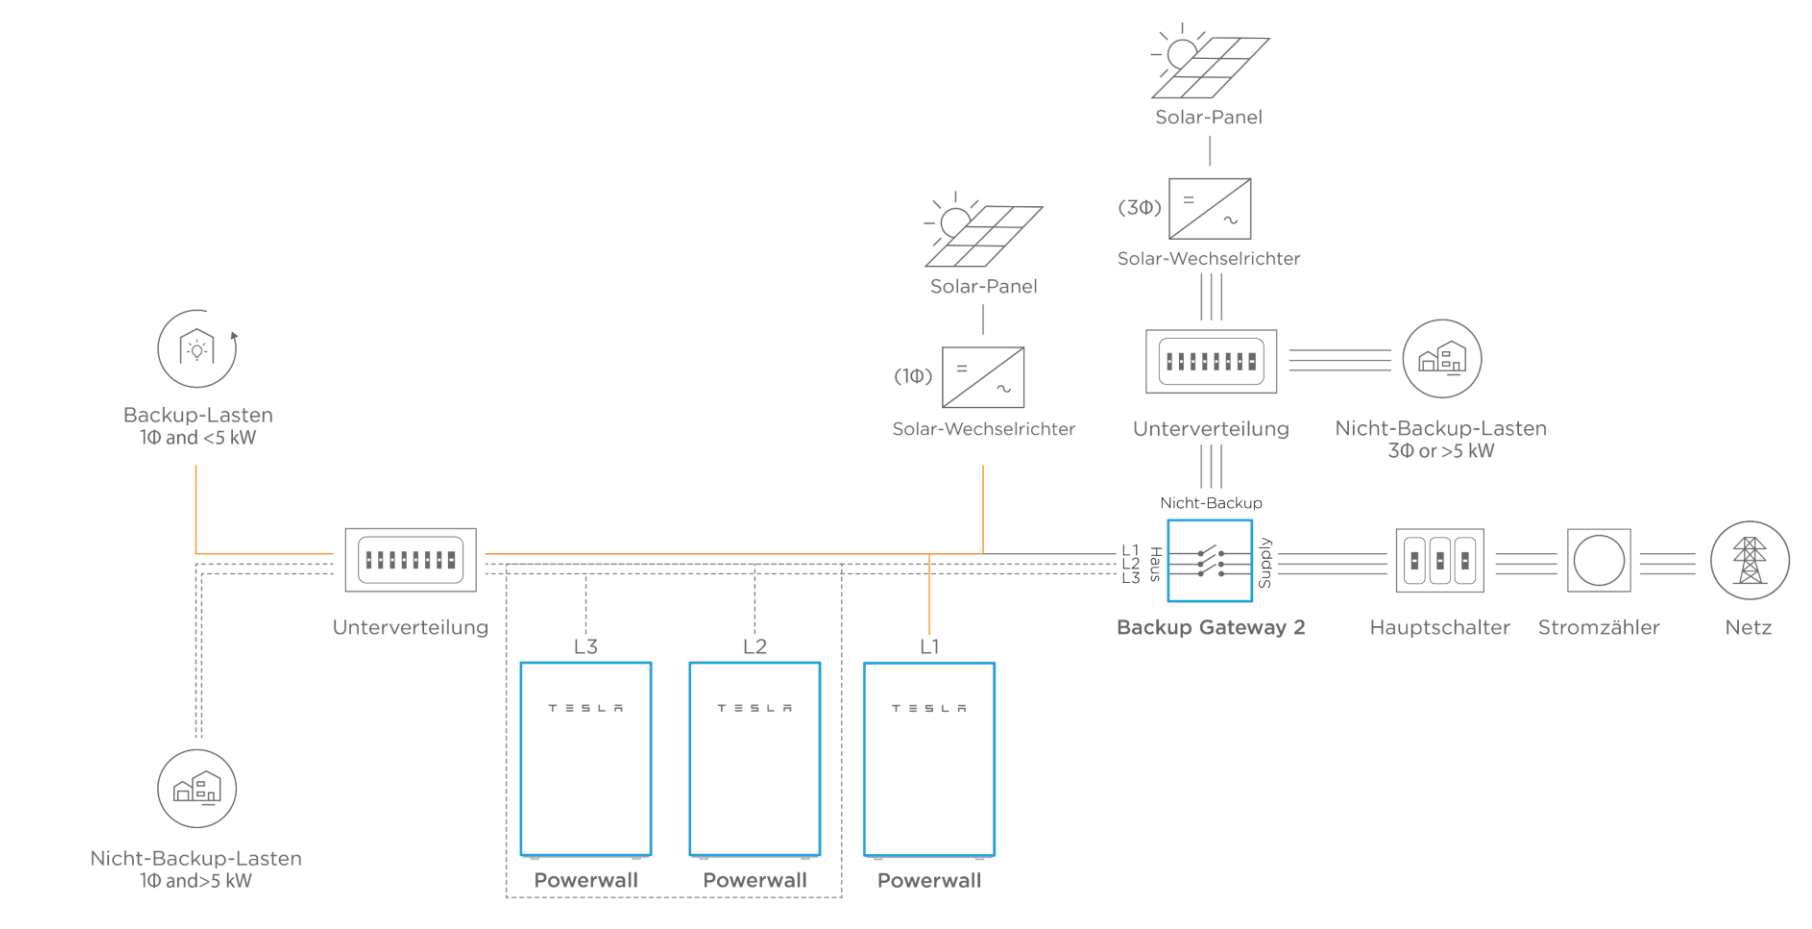 Solar-Panel
(3Φ)
Solar-Wechselrichter
Solar-Panel
(1Φ)
Solar-Wechselrichter
Unterverteilung
Nicht-Backup-Lasten
3Φ or >5 kW
Backup-Lasten
1Φ and <5 kW
Nicht-Backup
L1
L2
L3
Haus
Supply
Unterverteilung
Backup Gateway 2
Hauptschalter
Stromzähler
Netz
L3
L2
L1
TESLA
TESLA
TESLA
Powerwall
Powerwall
Powerwall
Nicht-Backup-Lasten
1Φ and>5 kW